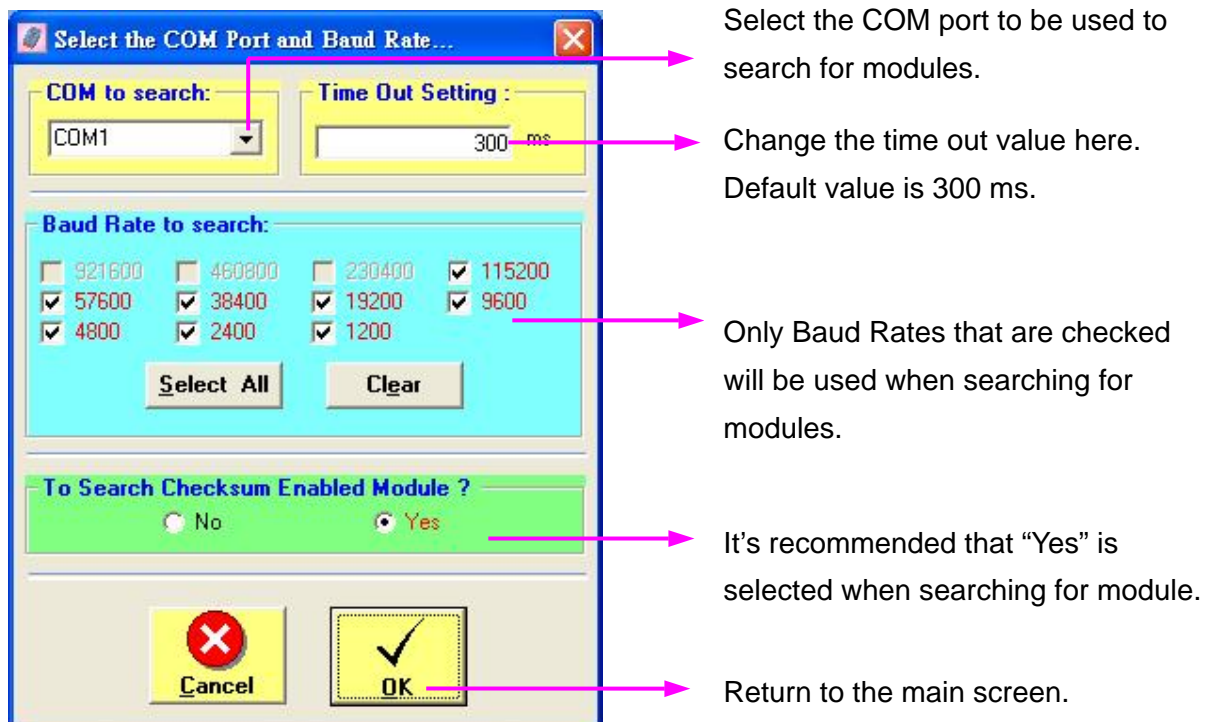 Select the COM Port and Baud Rate...
COM to search:
Time Out Setting :
COM1
300 ms
Baud Rate to search:
921600 460800 230400 115200
57600 38400 19200 9600
4800 2400 1200
Select All
Clear
To Search Checksum Enabled Module ?
No
Yes
Cancel
OK
Select the COM port to be used to
search for modules.
Change the time out value here.
Default value is 300 ms.
Only Baud Rates that are checked
will be used when searching for
modules.
It’s recommended that “Yes” is
selected when searching for module.
Return to the main screen.